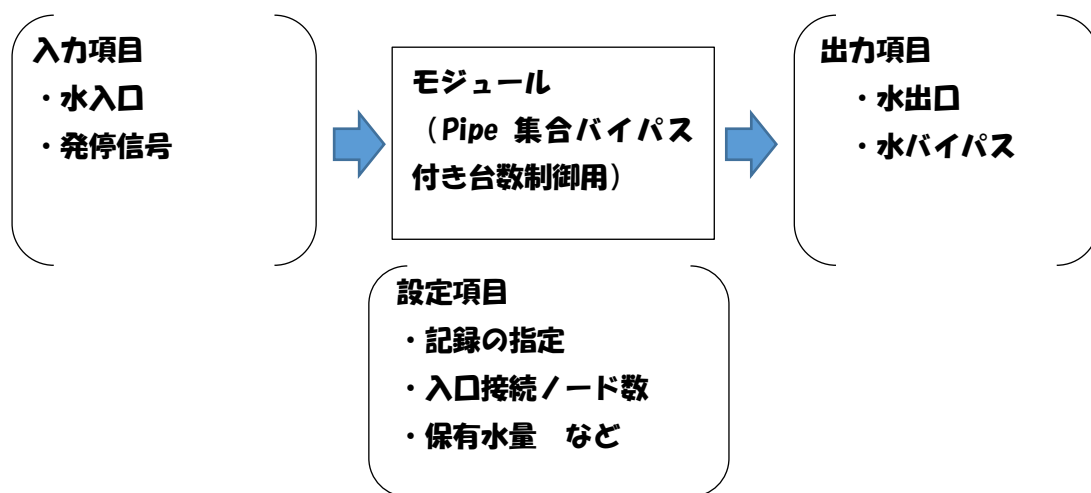 入力項目
・水入口
・発停信号
モジュール
（Pipe 集合バイパス
付き台数制御用）
出力項目
・水出口
・水バイパス
設定項目
・記録の指定
・入口接続ノード数
・保有水量　など